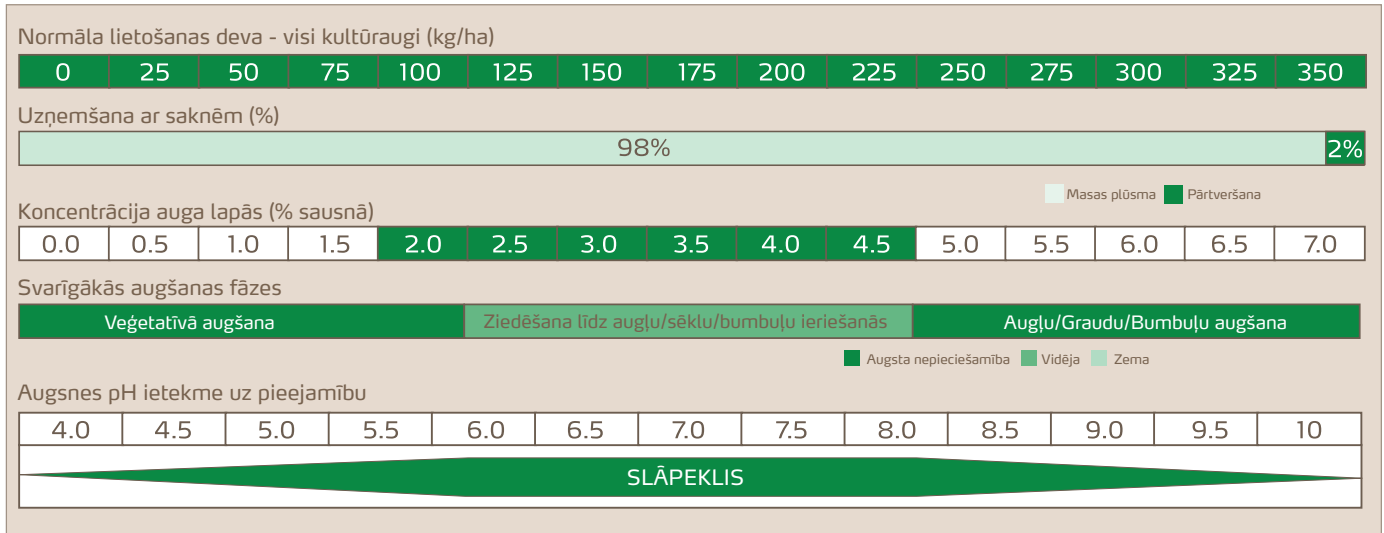 Normāla lietošanas deva - visi kultūraugi (kg/ha)
0 25 50 75 100 125 150 175 200 225 250 275 300 325 350
Uzņemšana ar saknēm (%)
98% 2%
Masas plūsma Pārtveršana
Koncentrācija auga lapās (% sausnā)
0.0 0.5 1.0 1.5 2.0 2.5 3.0 3.5 4.0 4.5 5.0 5.5 6.0 6.5 7.0
Svarīgākās augšanas fāzes
Veģetatīvā augšana Ziedēšana līdz augļu/sēklu/bumbuļu ieriešanās Augļu/Graudu/Bumbuļu augšana
Augsta nepieciešamība Vidēja Zema
Augsnes pH ietekme uz pieejamību
4.0 4.5 5.0 5.5 6.0 6.5 7.0 7.5 8.0 8.5 9.0 9.5 10
SLĀPEKLIS